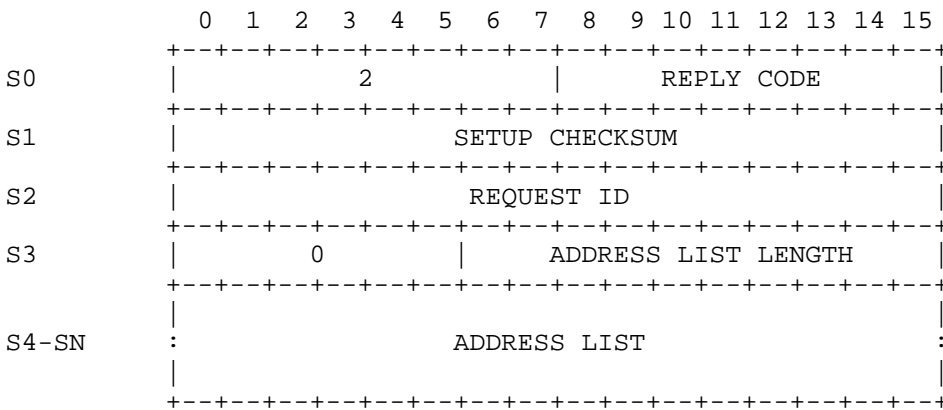 0 1 2 3 4 5 6 7 8 9 10 11 12 13 14 15
+--+--+--+--+--+--+--+--+--+--+--+--+--+--+--+--+
S0 | 2 | REPLY CODE |
+--+--+--+--+--+--+--+--+--+--+--+--+--+--+--+--+
S1 | SETUP CHECKSUM |
+--+--+--+--+--+--+--+--+--+--+--+--+--+--+--+--+
S2 | REQUEST ID |
+--+--+--+--+--+--+--+--+--+--+--+--+--+--+--+--+
S3 | 0 | ADDRESS LIST LENGTH |
+--+--+--+--+--+--+--+--+--+--+--+--+--+--+--+--+
| |
S4-SN : ADDRESS LIST :
| |
+--+--+--+--+--+--+--+--+--+--+--+--+--+--+--+--+